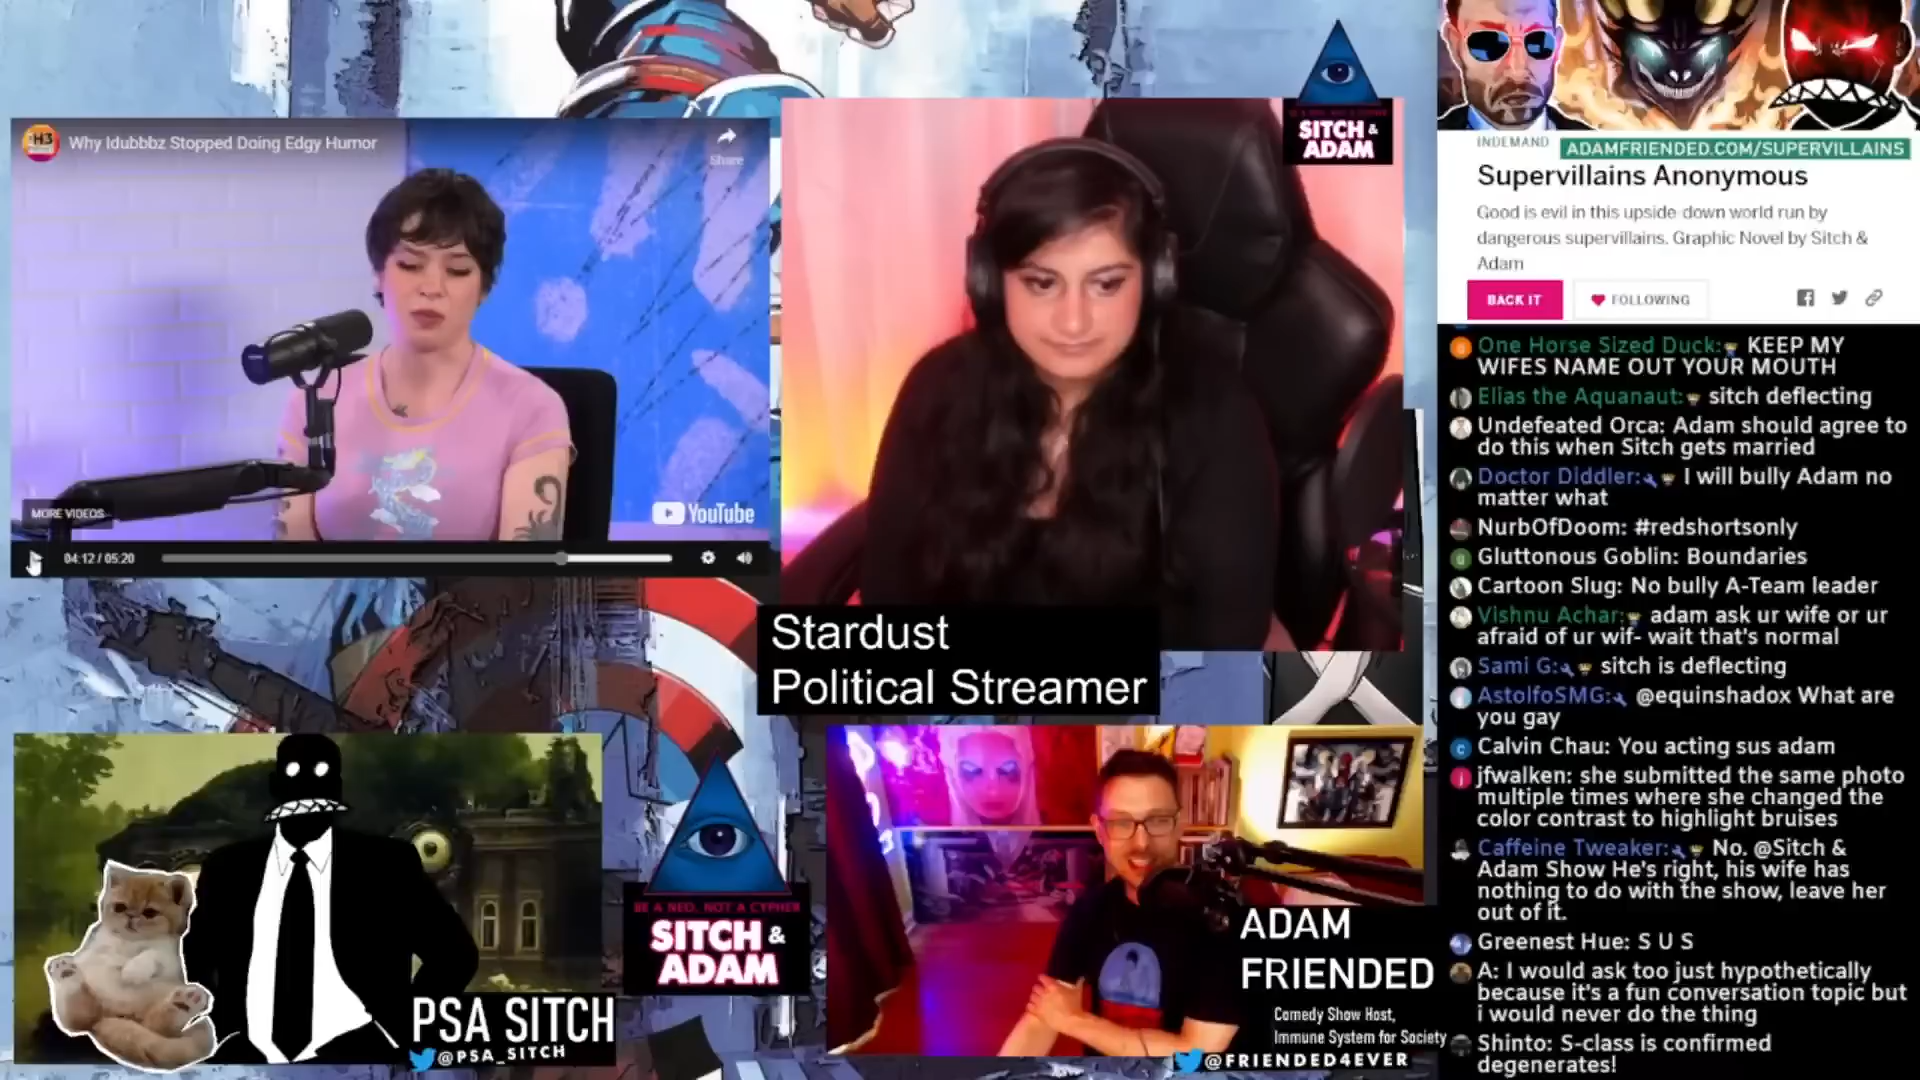 H3
Why Idubbbz Stopped Doing Edgy Humor
Share
MORE VIDEOS
YouTube
04:12 / 05:20
SITCH &
ADAM
Stardust
Political Streamer
PSA SITCH
@PSA_SITCH
BE A NEO, NOT A CYPHER
SITCH &
ADAM
ADAM
FRIENDED
Comedy Show Host,
Immune System for Society
@FRIENDED4EVER
INDEMAND
ADAMFRIENDED.COM/SUPERVILLAINS
Supervillains Anonymous
Good is evil in this upside-down world run by
dangerous supervillains. Graphic Novel by Sitch &
Adam
BACK IT
FOLLOWING
One Horse Sized Duck: KEEP MY
WIFES NAME OUT YOUR MOUTH
Elias the Aquanaut: sitch deflecting
Undefeated Orca: Adam should agree to
do this when Sitch gets married
Doctor Diddler: I will bully Adam no
matter what
NurbOfDoom: #redshortsonly
Gluttonous Goblin: Boundaries
Cartoon Slug: No bully A-Team leader
Vishnu Achar: adam ask ur wife or ur
afraid of ur wif- wait that's normal
Sami G: sitch is deflecting
AstolfoSMG: @equinshadox What are
you gay
Calvin Chau: You acting sus adam
jfwalken: she submitted the same photo
multiple times where she changed the
color contrast to highlight bruises
Caffeine Tweaker: No. @Sitch &
Adam Show He's right, his wife has
nothing to do with the show, leave her
out of it.
Greenest Hue: S U S
A: I would ask too just hypothetically
because it's a fun conversation topic but
i would never do the thing
Shinto: S-class is confirmed
degenerates!